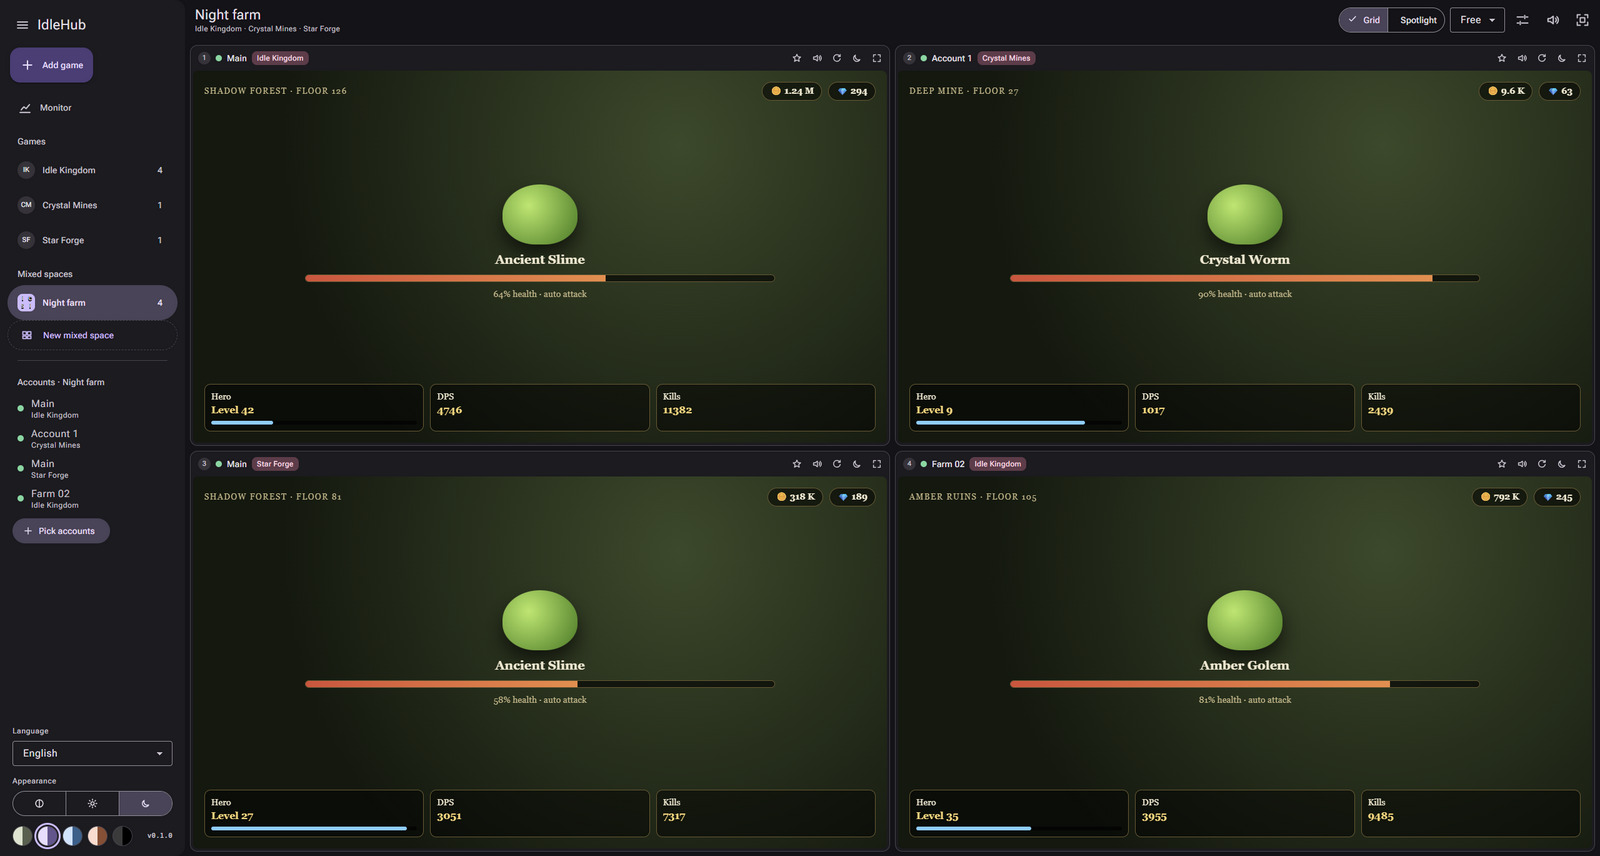 IdleHub
Add game
Monitor
Games
IK Idle Kingdom 4
CM Crystal Mines 1
SF Star Forge 1
Mixed spaces
Night farm 4
New mixed space
Accounts · Night farm
Main
Idle Kingdom
Account 1
Crystal Mines
Main
Star Forge
Farm 02
Idle Kingdom
Pick accounts
Language
English
Appearance
v0.1.0
Night farm
Idle Kingdom · Crystal Mines · Star Forge
Grid Spotlight Free
1 Main Idle Kingdom
SHADOW FOREST · FLOOR 126
1.24 M 294
Ancient Slime
64% health · auto attack
Hero
Level 42
DPS
4746
Kills
11382
2 Account 1 Crystal Mines
DEEP MINE · FLOOR 27
9.6 K 63
Crystal Worm
90% health · auto attack
Hero
Level 9
DPS
1017
Kills
2439
3 Main Star Forge
SHADOW FOREST · FLOOR 81
318 K 189
Ancient Slime
58% health · auto attack
Hero
Level 27
DPS
3051
Kills
7317
4 Farm 02 Idle Kingdom
AMBER RUINS · FLOOR 105
792 K 245
Amber Golem
81% health · auto attack
Hero
Level 35
DPS
3955
Kills
9485